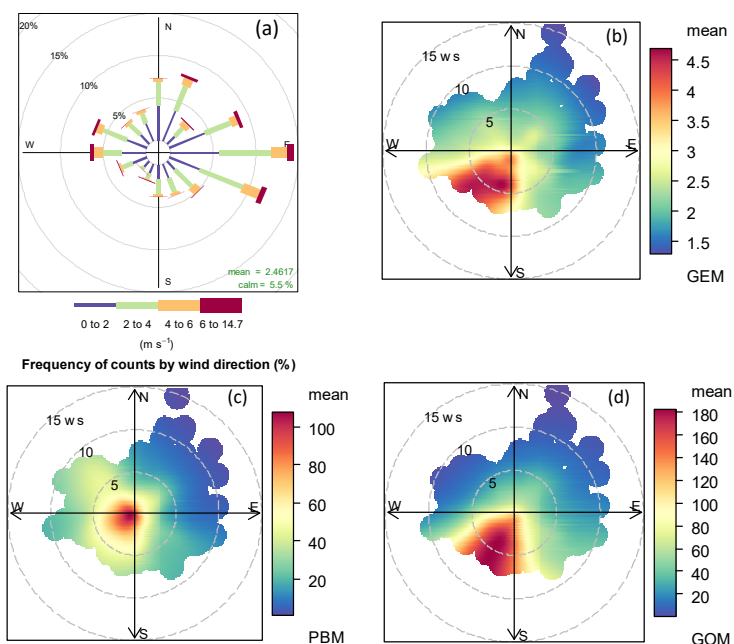 (a)
N
20%
15%
10%
5%
W
E
S
mean = 2.4617
calm = 5.5 %
0 to 2 2 to 4 4 to 6 6 to 14.7
(m s⁻¹)
Frequency of counts by wind direction (%)
(b)
mean
N
15 ws
10
5
W
E
S
4.5
4
3.5
3
2.5
2
1.5
GEM
(c)
mean
N
15 ws
10
5
W
E
S
100
80
60
40
20
PBM
(d)
mean
N
15 ws
10
5
W
E
S
180
160
140
120
100
80
60
40
20
GOM